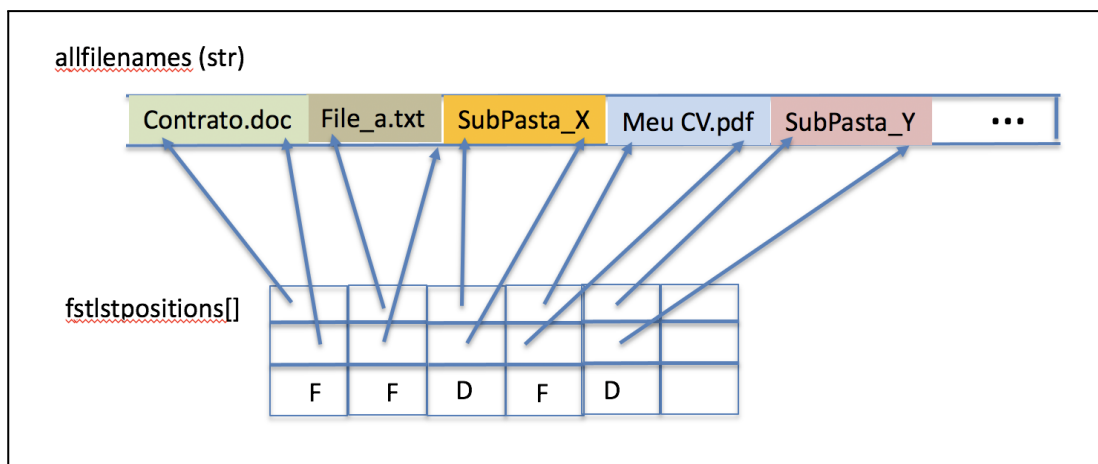 allfilenames (str)
Contrato.doc File_a.txt SubPasta_X Meu CV.pdf SubPasta_Y ...
fstlstpositions[]
F F D F D